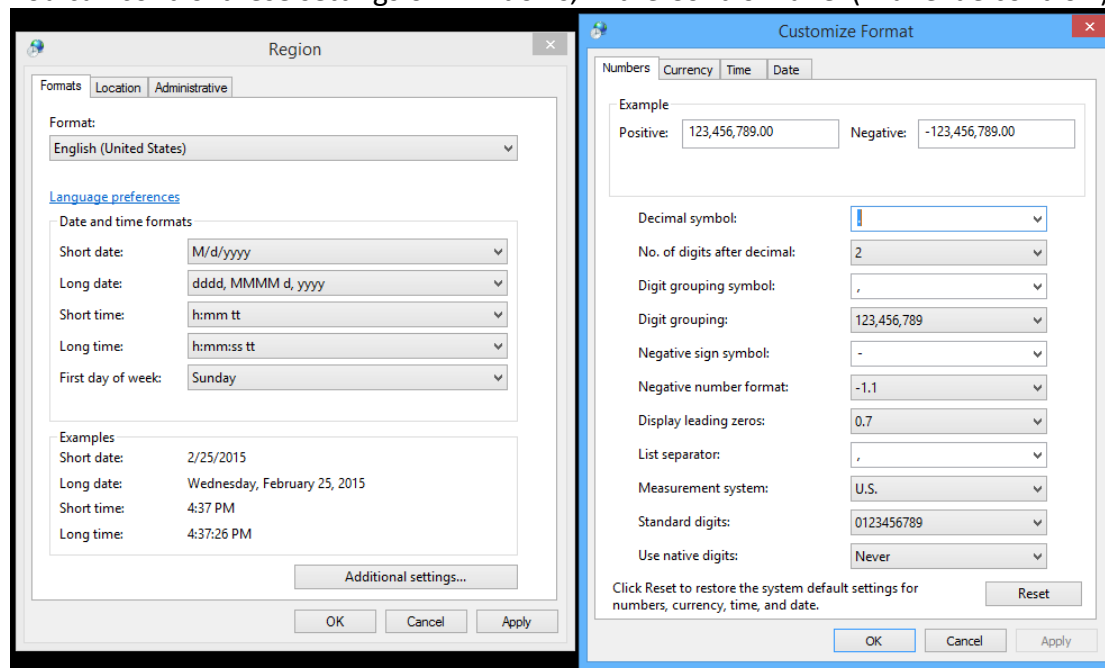 Region
Formats Location Administrative
Format:
English (United States)
Language preferences
Date and time formats
Short date: M/d/yyyy
Long date: dddd, MMMM d, yyyy
Short time: h:mm tt
Long time: h:mm:ss tt
First day of week: Sunday
Examples
Short date: 2/25/2015
Long date: Wednesday, February 25, 2015
Short time: 4:37 PM
Long time: 4:37:26 PM
Additional settings...
OK Cancel Apply
Customize Format
Numbers Currency Time Date
Example
Positive: 123,456,789.00 Negative: -123,456,789.00
Decimal symbol: .
No. of digits after decimal: 2
Digit grouping symbol: ,
Digit grouping: 123,456,789
Negative sign symbol: -
Negative number format: -1.1
Display leading zeros: 0.7
List separator: ,
Measurement system: U.S.
Standard digits: 0123456789
Use native digits: Never
Click Reset to restore the system default settings for
numbers, currency, time, and date.
Reset
OK Cancel Apply